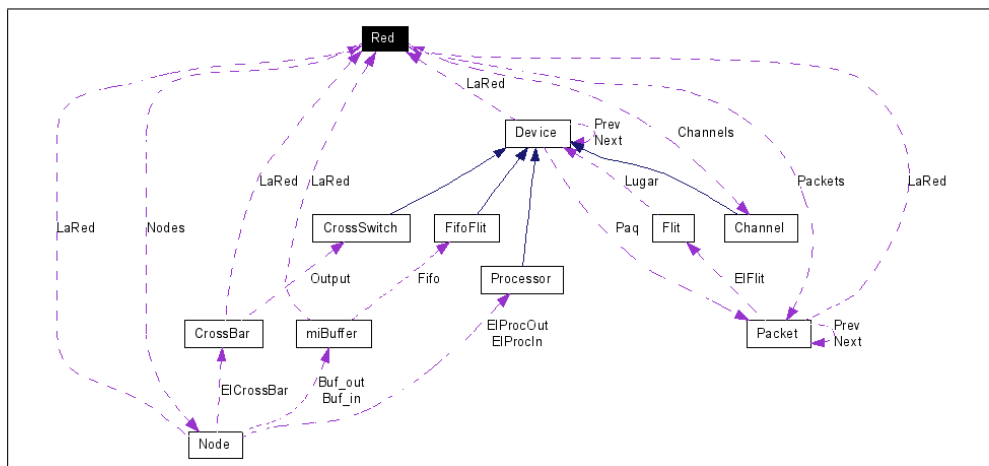 Red
LaRed
Prev
Device
Next
Channels
LaRed
LaRed
Lugar
Packets
LaRed
LaRed
Nodes
CrossSwitch
FifoFlit
Paq
Flit
Channel
Output
Fifo
Processor
ElFlit
CrossBar
miBuffer
ElProcOut
ElProcIn
Packet
Prev
Next
ElCrossBar
Buf_out
Buf_in
Node